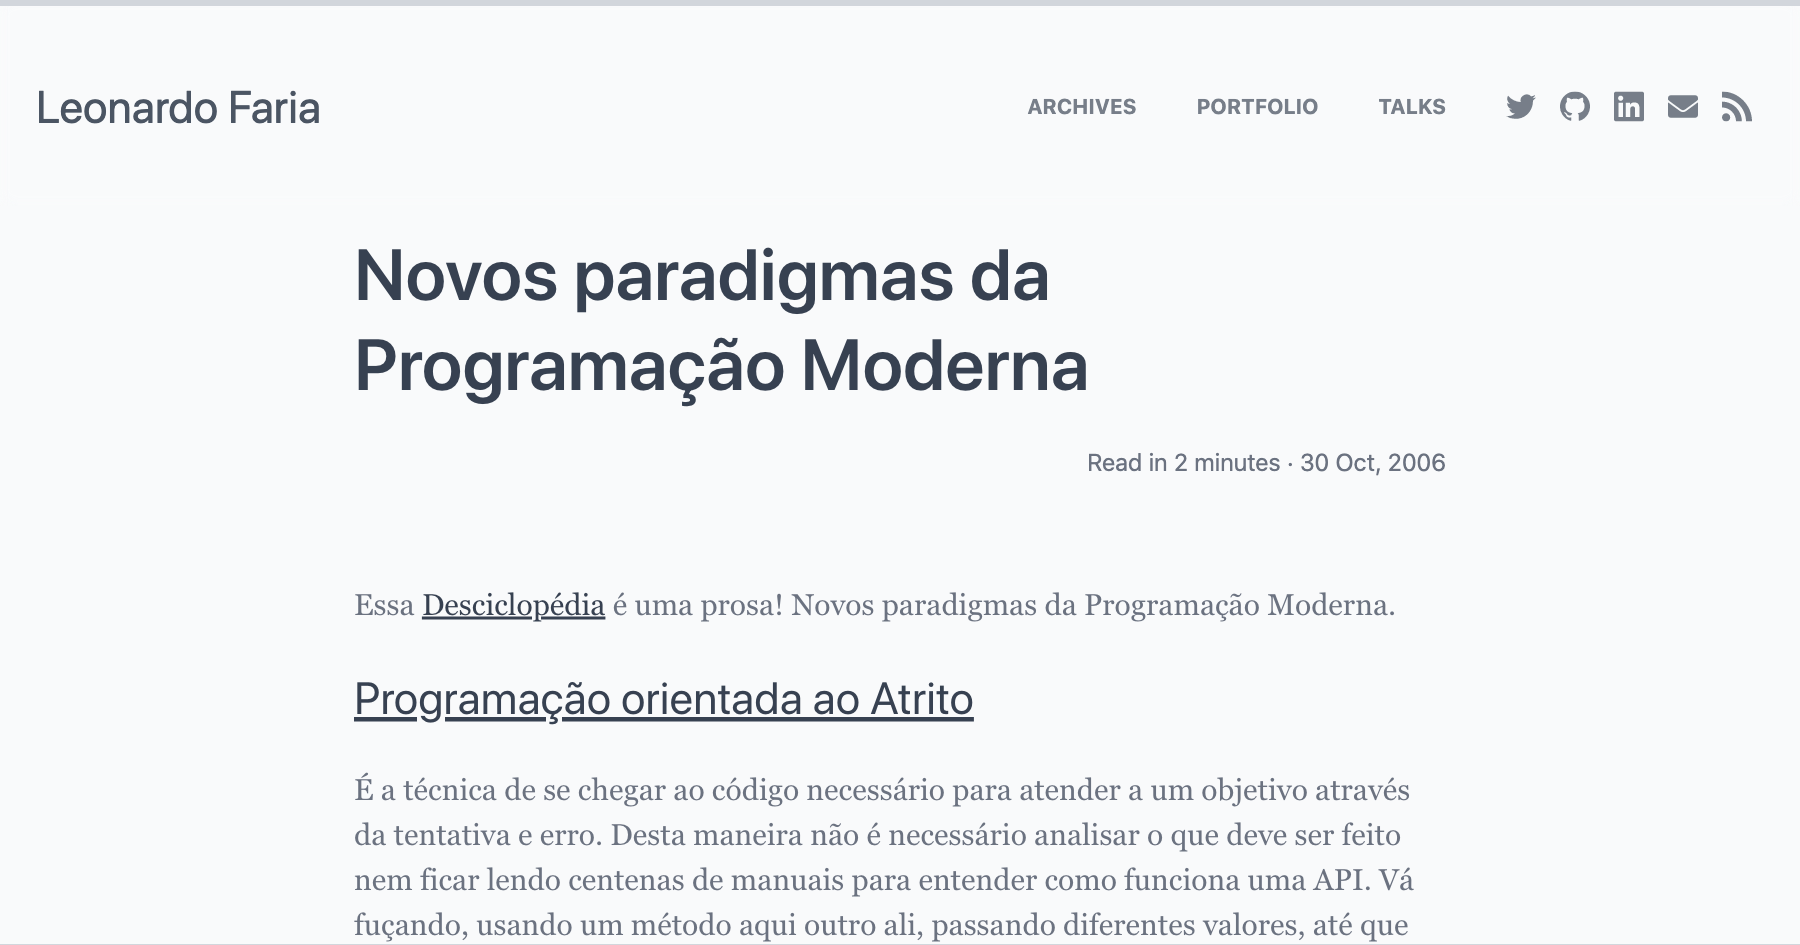 Leonardo Faria
ARCHIVES PORTFOLIO TALKS
Novos paradigmas da
Programação Moderna
Read in 2 minutes · 30 Oct, 2006
Essa Desciclopédia é uma prosa! Novos paradigmas da Programação Moderna.
Programação orientada ao Atrito
É a técnica de se chegar ao código necessário para atender a um objetivo através
da tentativa e erro. Desta maneira não é necessário analisar o que deve ser feito
nem ficar lendo centenas de manuais para entender como funciona uma API. Vá
fuçando, usando um método aqui outro ali, passando diferentes valores, até que